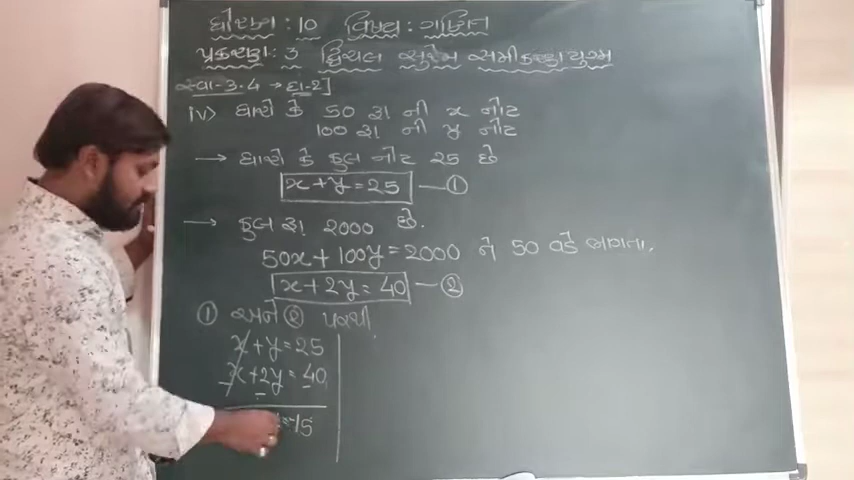 ધોરણ : 10 વિષય : ગણિત
પ્રકરણ : 3 દ્વિચલ સુરેખ સમીકરણયુગ્મ
સ્વા-3.4 → દા-2]
iv> ધારો કે 50 રૂા ની x નોટ
100 રૂા ની y નોટ
→ ધારો કે કુલ નોટ 25 છે
x+y=25 —①
→ કુલ રૂા 2000 છે.
50x+100y=2000 ને 50 વડે ભાગતા,
x+2y=40 —②
① અને ② પરથી,
x+y=25
x+2y=40
- - -
=-15